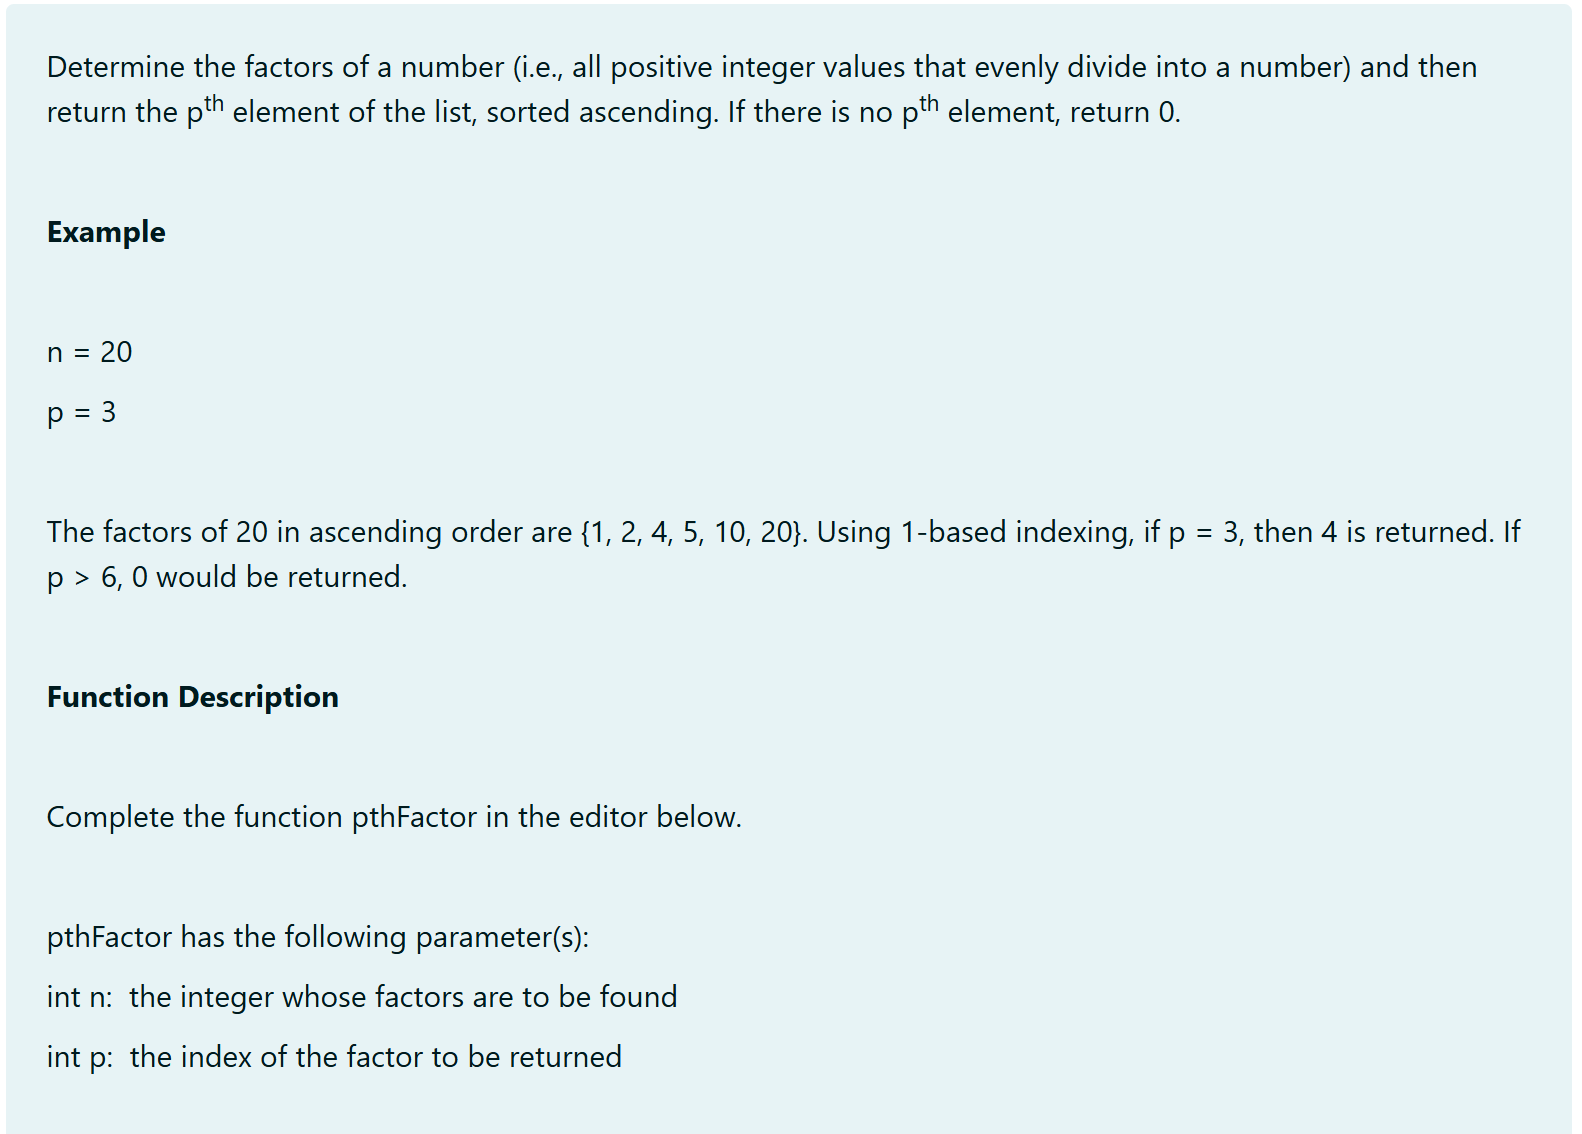 Determine the factors of a number (i.e., all positive integer values that evenly divide into a number) and then
return the pth element of the list, sorted ascending. If there is no pth element, return 0.
Example
n = 20
p = 3
The factors of 20 in ascending order are {1, 2, 4, 5, 10, 20}. Using 1-based indexing, if p = 3, then 4 is returned. If
p > 6, 0 would be returned.
Function Description
Complete the function pthFactor in the editor below.
pthFactor has the following parameter(s):
int n:  the integer whose factors are to be found
int p:  the index of the factor to be returned